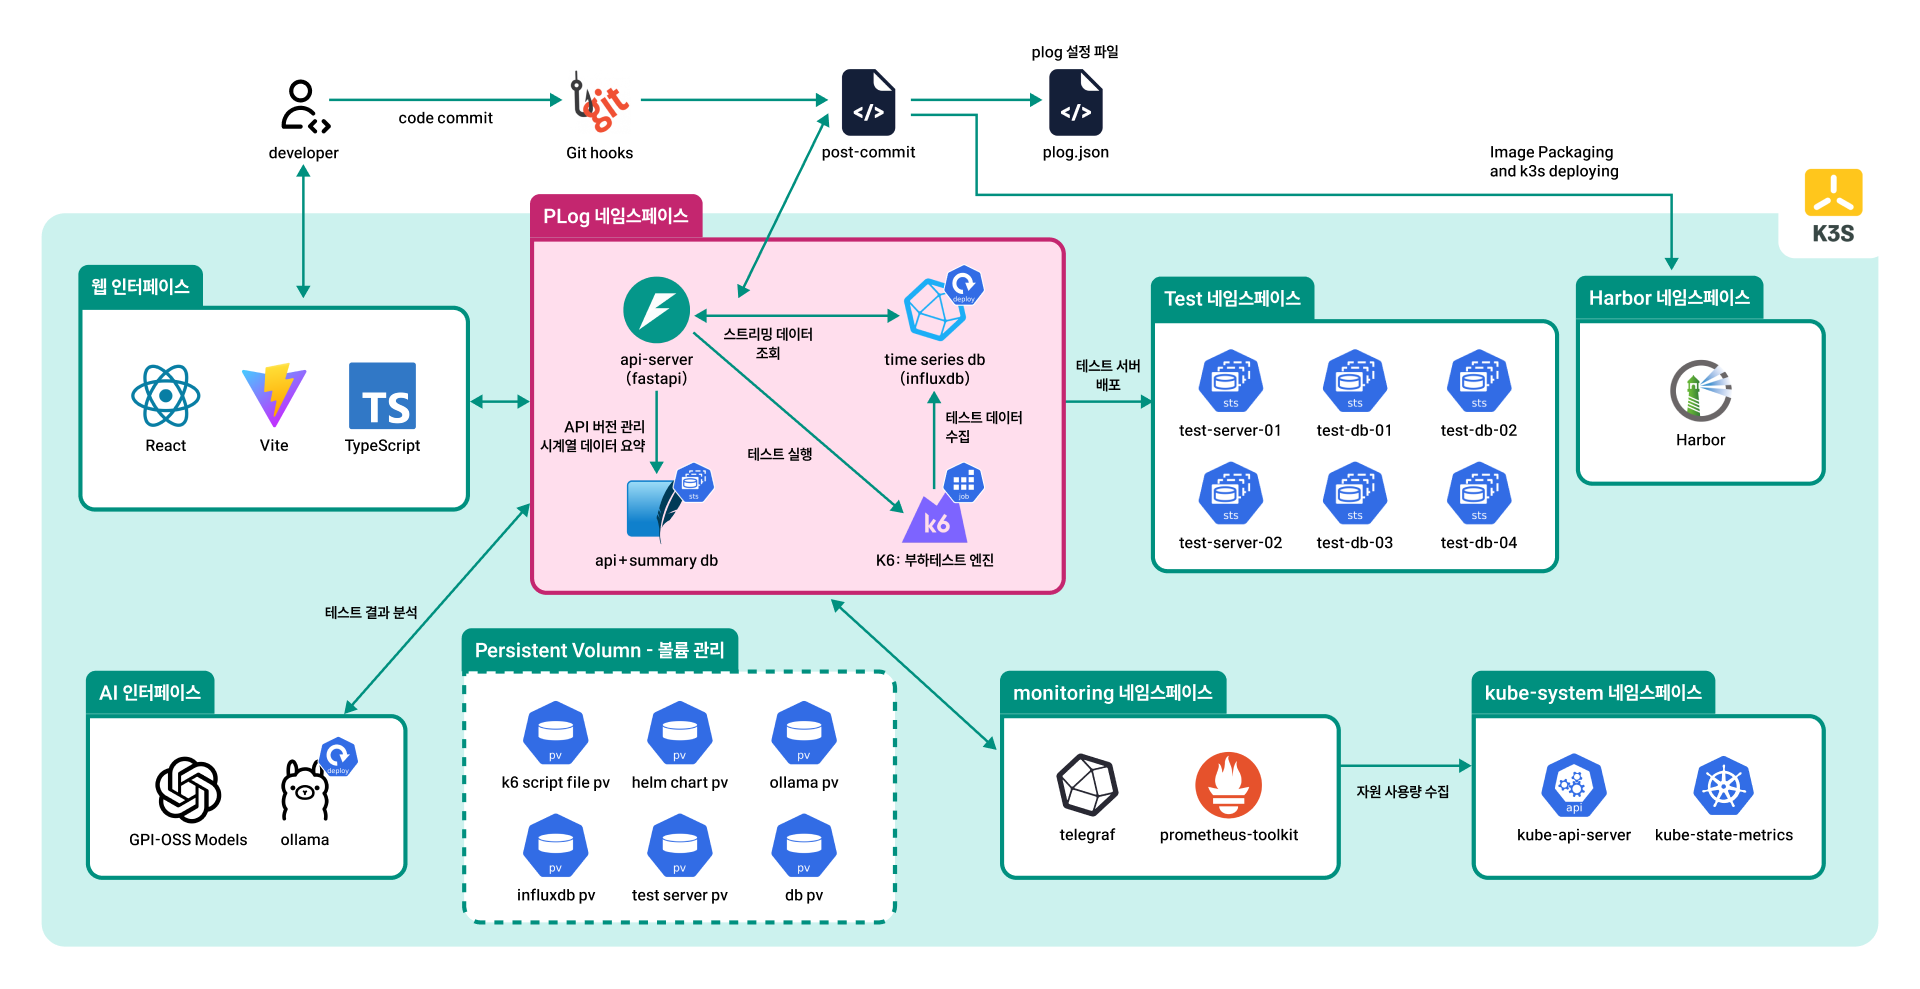 plog 설정 파일
</>
</>
git
code commit
developer
Git hooks
post-commit
plog.json
Image Packaging
and k3s deploying
K3S
PLog 네임스페이스
웹 인터페이스
React
Vite
TS
TypeScript
api-server
(fastapi)
스트리밍 데이터
조회
deploy
time series db
(influxdb)
API 버전 관리
시계열 데이터 요약
테스트 실행
테스트 데이터
수집
sts
api+summary db
job
k6
K6: 부하테스트 엔진
테스트 서버
배포
Test 네임스페이스
sts
sts
sts
test-server-01
test-db-01
test-db-02
sts
sts
sts
test-server-02
test-db-03
test-db-04
Harbor 네임스페이스
Harbor
테스트 결과 분석
AI 인터페이스
deploy
GPI-OSS Models
ollama
Persistent Volumn - 볼륨 관리
pv
pv
pv
k6 script file pv
helm chart pv
ollama pv
pv
pv
pv
influxdb pv
test server pv
db pv
monitoring 네임스페이스
telegraf
prometheus-toolkit
자원 사용량 수집
kube-system 네임스페이스
api
kube-api-server
kube-state-metrics